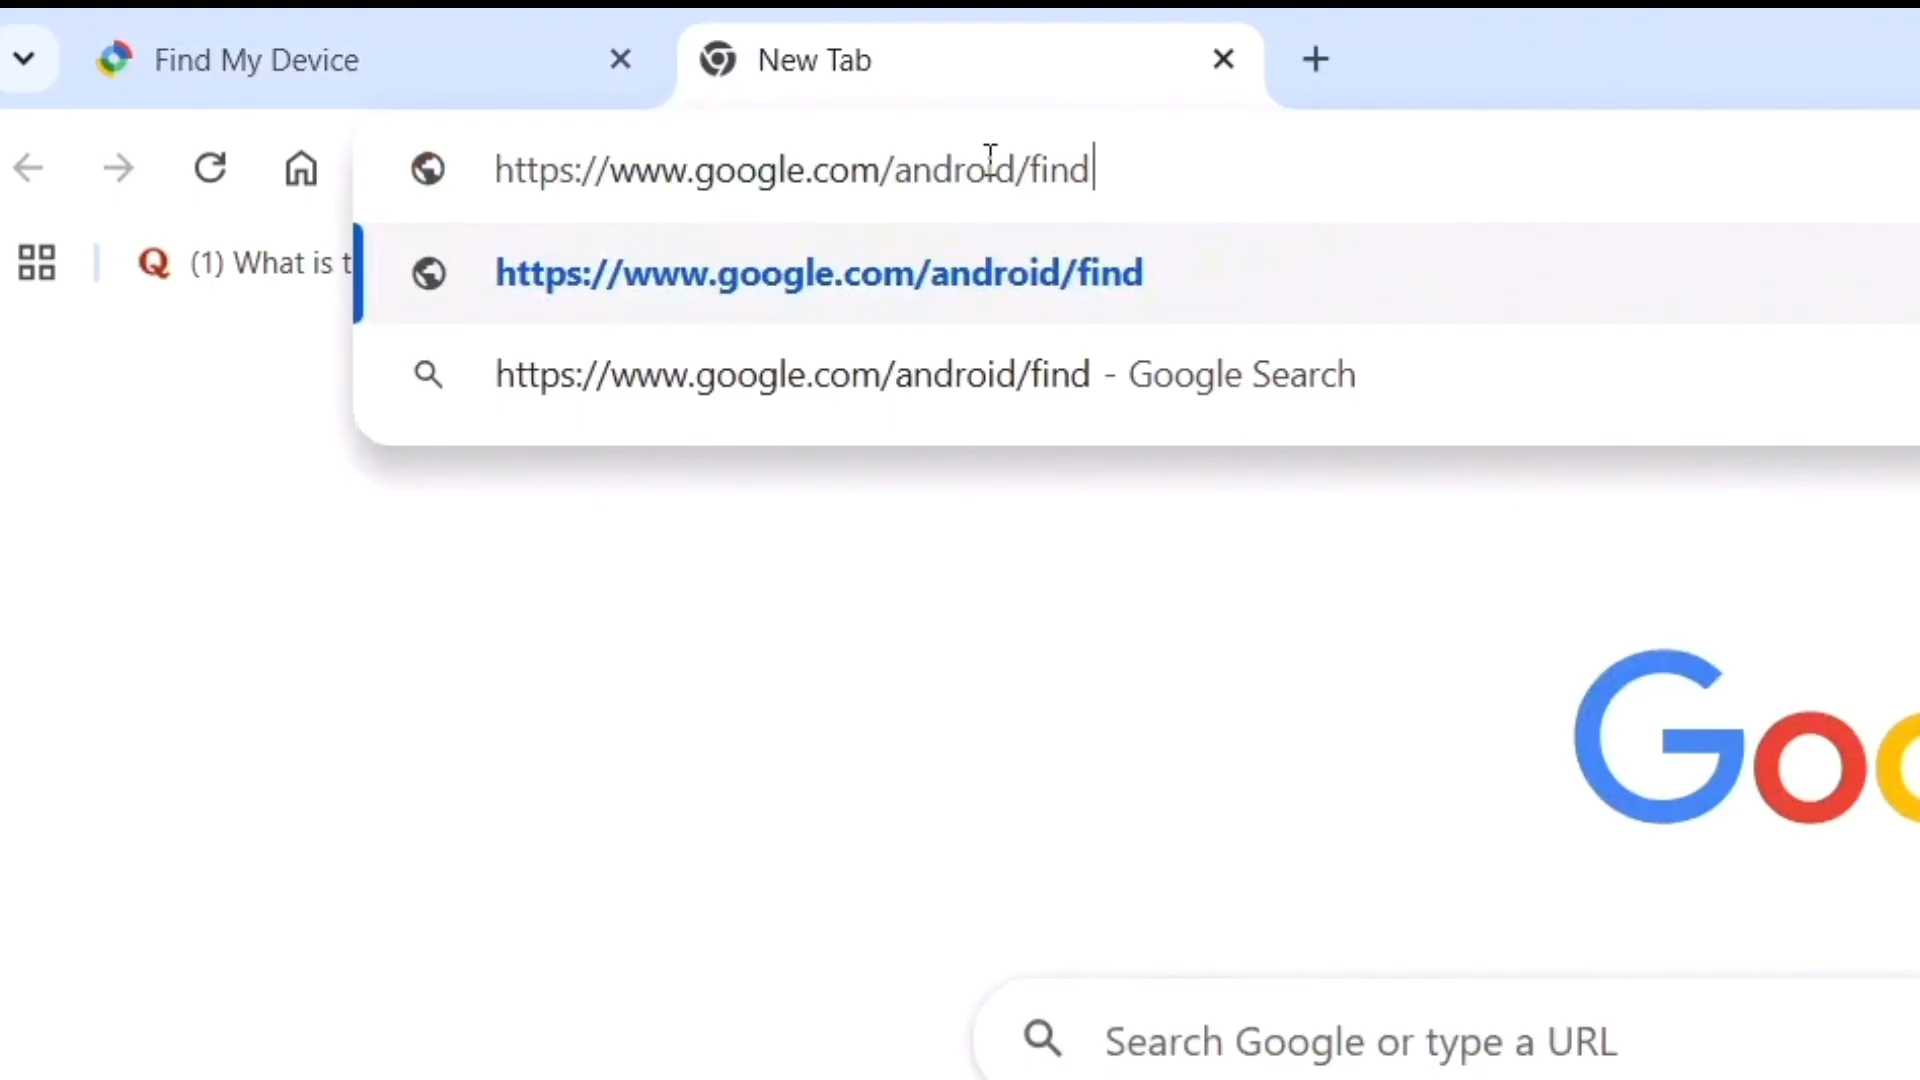 Find My Device
New Tab
https://www.google.com/android/find
Q (1) What is t
https://www.google.com/android/find
https://www.google.com/android/find - Google Search
Goo
Search Google or type a URL